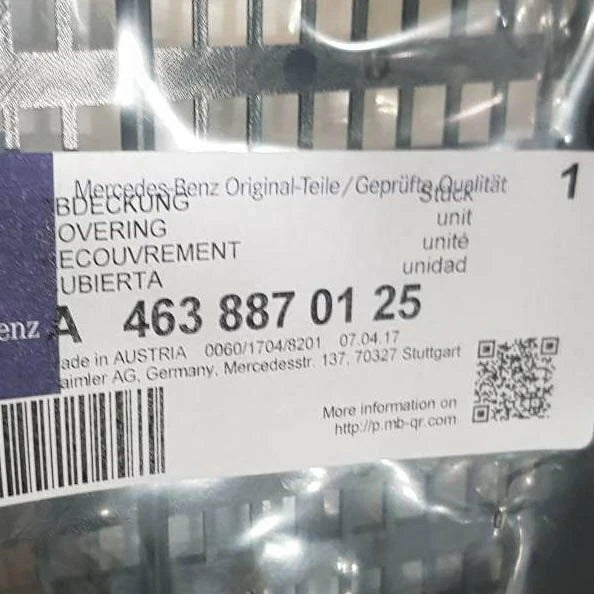 Mercedes-Benz Original-Teile/Geprüfte Qualität
1
BDECKUNG Stück
OVERING unit
ECOUVREMENT unité
UBIERTA unidad
enz A 463 887 01 25
ade in AUSTRIA 0060/1704/8201 07.04.17
aimler AG, Germany, Mercedesstr. 137, 70327 Stuttgart
More information on
http://p.mb-qr.com